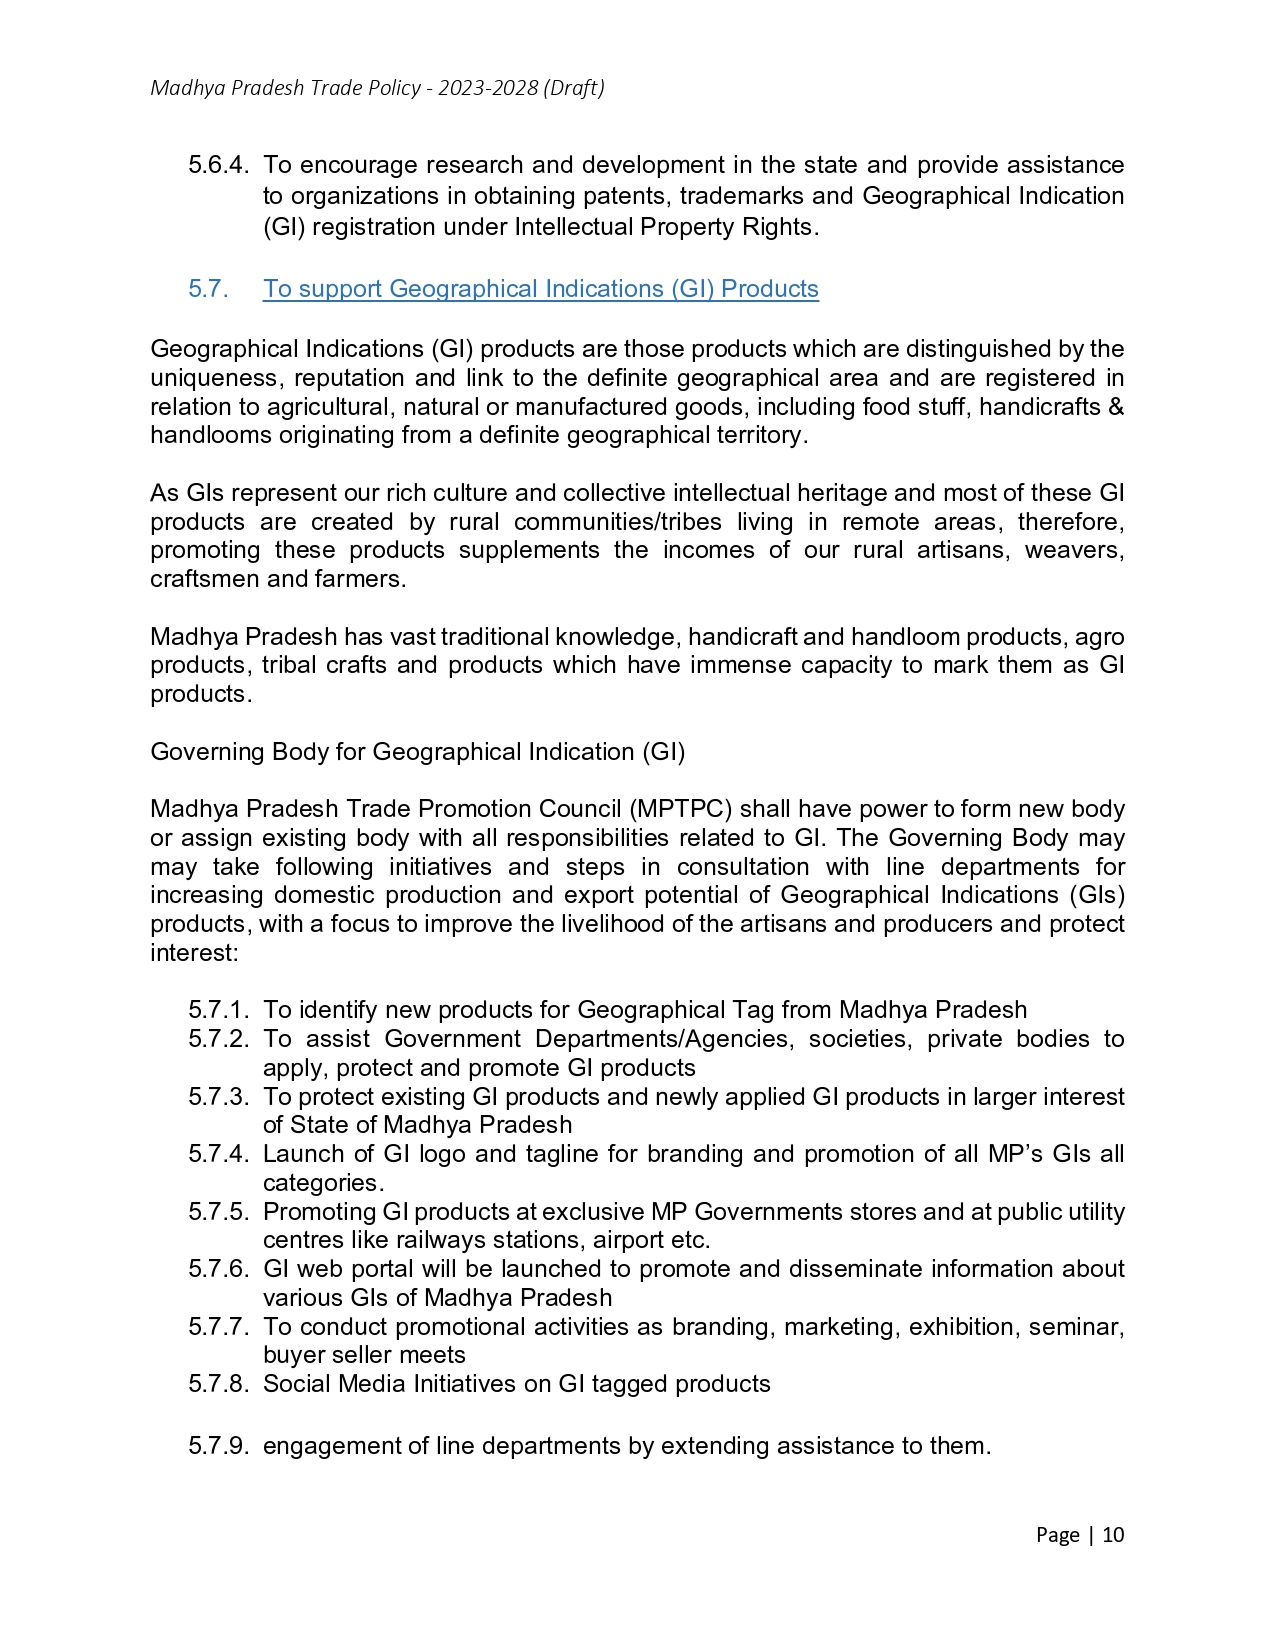 Madhya Pradesh Trade Policy - 2023-2028 (Draft)
5.6.4. To encourage research and development in the state and provide assistance
to organizations in obtaining patents, trademarks and Geographical Indication
(GI) registration under Intellectual Property Rights.
5.7. To support Geographical Indications (GI) Products
Geographical Indications (GI) products are those products which are distinguished by the
uniqueness, reputation and link to the definite geographical area and are registered in
relation to agricultural, natural or manufactured goods, including food stuff, handicrafts &
handlooms originating from a definite geographical territory.
As GIs represent our rich culture and collective intellectual heritage and most of these GI
products are created by rural communities/tribes living in remote areas, therefore,
promoting these products supplements the incomes of our rural artisans, weavers,
craftsmen and farmers.
Madhya Pradesh has vast traditional knowledge, handicraft and handloom products, agro
products, tribal crafts and products which have immense capacity to mark them as GI
products.
Governing Body for Geographical Indication (GI)
Madhya Pradesh Trade Promotion Council (MPTPC) shall have power to form new body
or assign existing body with all responsibilities related to GI. The Governing Body may
may take following initiatives and steps in consultation with line departments for
increasing domestic production and export potential of Geographical Indications (GIs)
products, with a focus to improve the livelihood of the artisans and producers and protect
interest:
5.7.1. To identify new products for Geographical Tag from Madhya Pradesh
5.7.2. To assist Government Departments/Agencies, societies, private bodies to
apply, protect and promote GI products
5.7.3. To protect existing GI products and newly applied GI products in larger interest
of State of Madhya Pradesh
5.7.4. Launch of GI logo and tagline for branding and promotion of all MP’s GIs all
categories.
5.7.5. Promoting GI products at exclusive MP Governments stores and at public utility
centres like railways stations, airport etc.
5.7.6. GI web portal will be launched to promote and disseminate information about
various GIs of Madhya Pradesh
5.7.7. To conduct promotional activities as branding, marketing, exhibition, seminar,
buyer seller meets
5.7.8. Social Media Initiatives on GI tagged products
5.7.9. engagement of line departments by extending assistance to them.
Page | 10